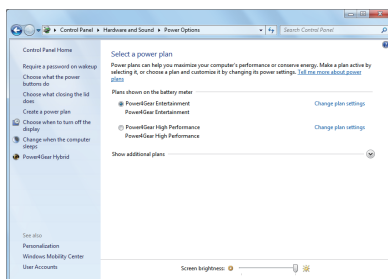 Control Panel ▸ Hardware and Sound ▸ Power Options
Search Control Panel
Control Panel Home
Require a password on wakeup
Choose what the power
buttons do
Choose what closing the lid
does
Create a power plan
Choose when to turn off the
display
Change when the computer
sleeps
Power4Gear Hybrid
See also
Personalization
Windows Mobility Center
User Accounts
Select a power plan
Power plans can help you maximize your computer's performance or conserve energy. Make a plan active by
selecting it, or choose a plan and customize it by changing its power settings. Tell me more about power
plans
Plans shown on the battery meter
Power4Gear Entertainment Change plan settings
Power4Gear Entertainment
Power4Gear High Performance Change plan settings
Power4Gear High Performance
Show additional plans
Screen brightness: